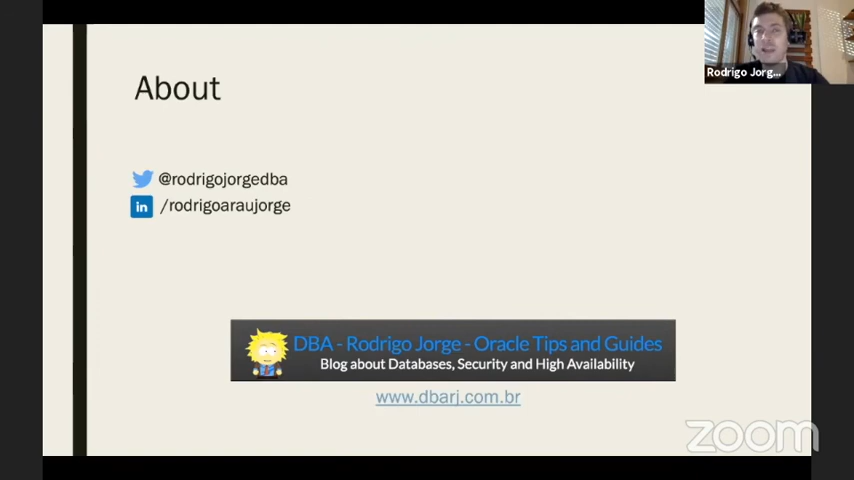 Rodrigo Jorg...
About
@rodrigojorgedba
in /rodrigoaraujorge
DBA - Rodrigo Jorge - Oracle Tips and Guides
Blog about Databases, Security and High Availability
www.dbarj.com.br
zoom